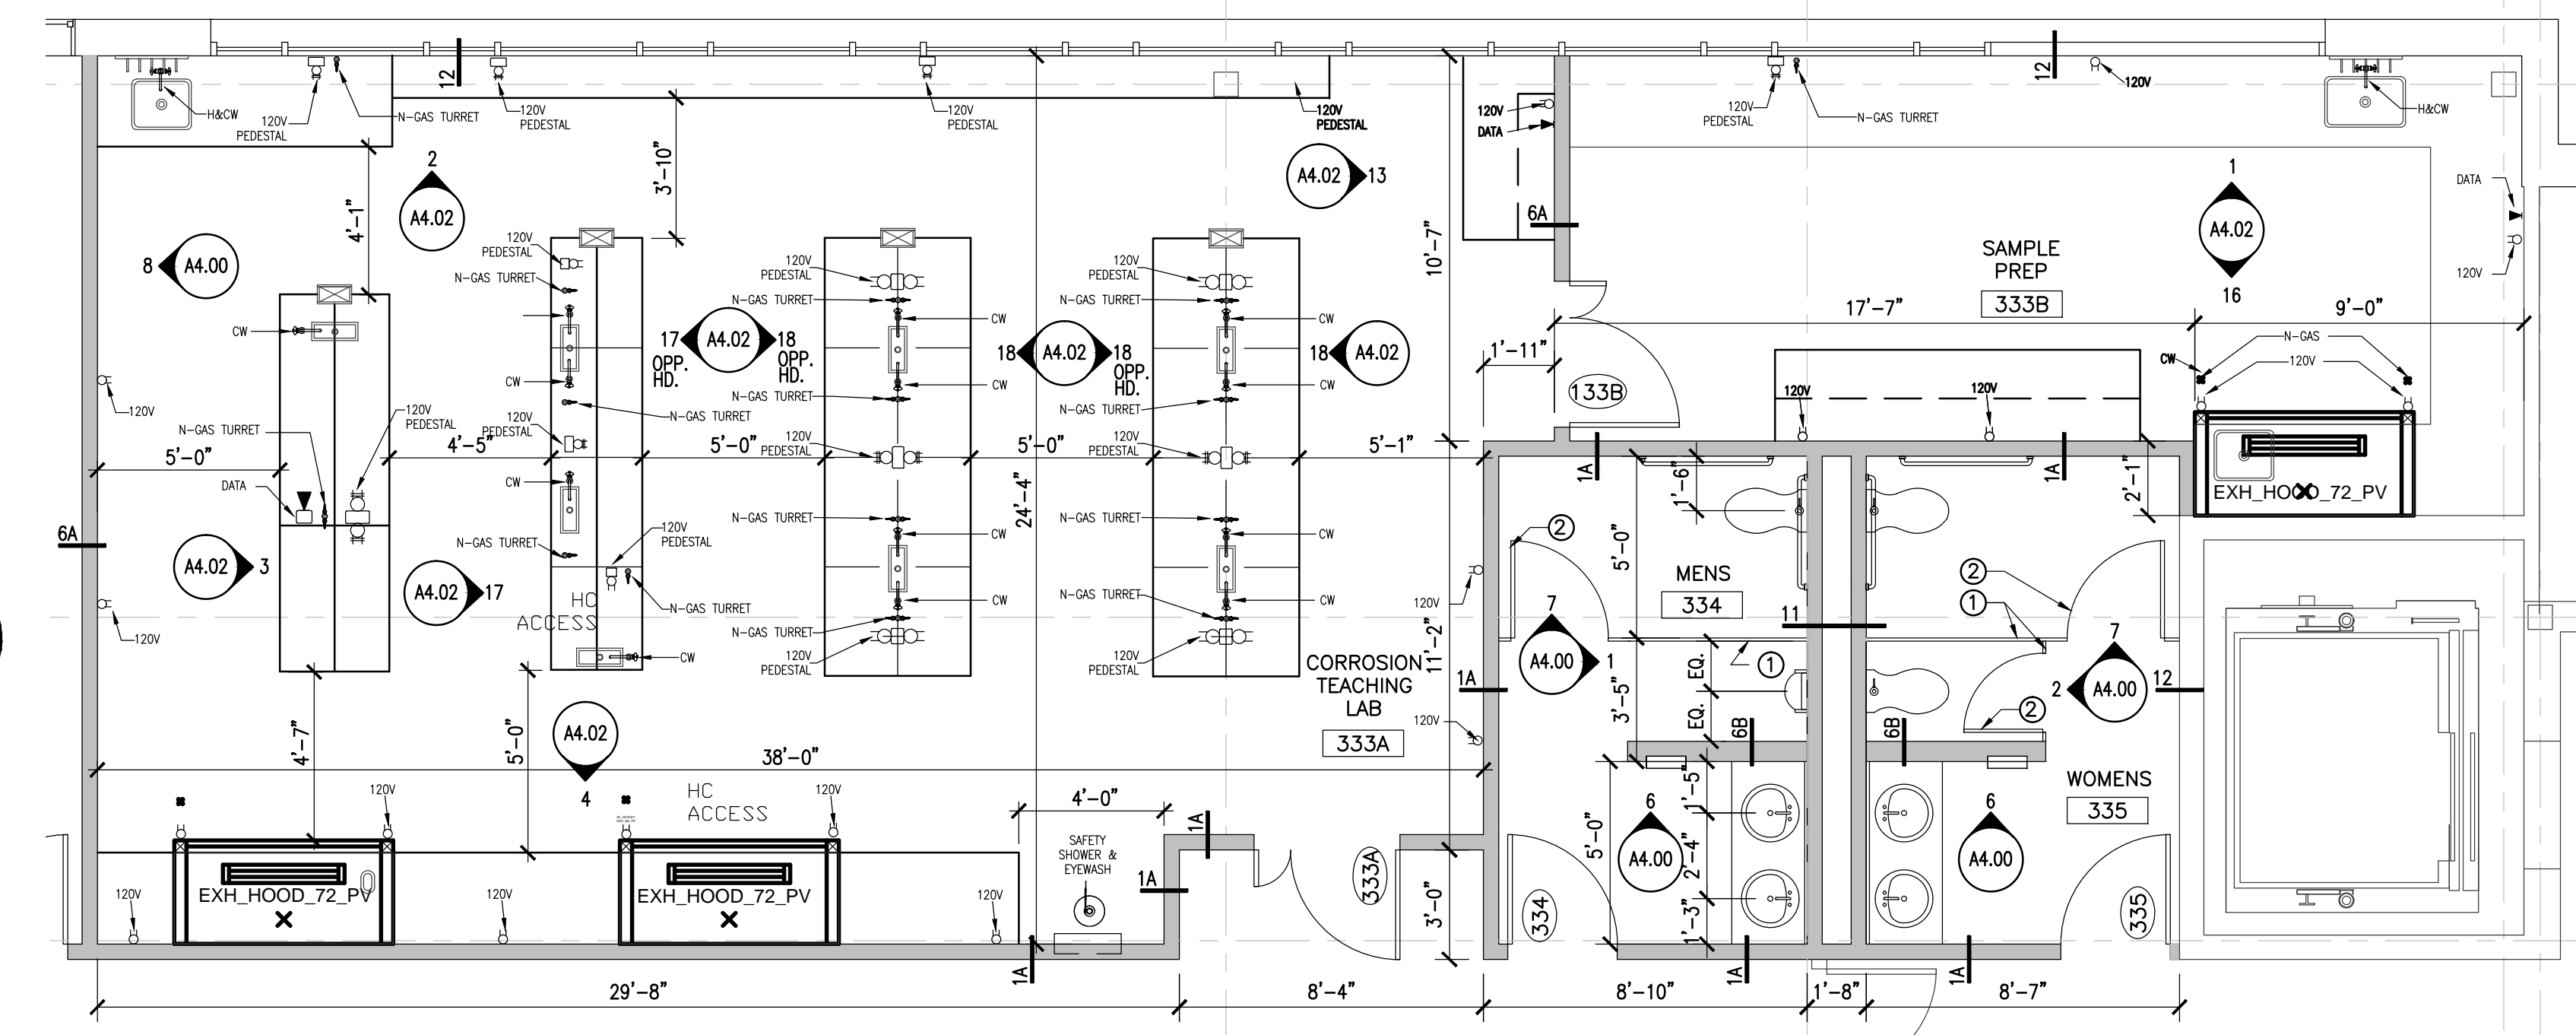 12
12
H&CW
120V
PEDESTAL
N-GAS TURRET
120V
PEDESTAL
120V
PEDESTAL
120V
PEDESTAL
120V
DATA
120V
PEDESTAL
N-GAS TURRET
120V
H&CW
2
A4.02
3'-10"
A4.02
13
4'-1"
8
A4.00
6A
10'-7"
1
A4.02
16
DATA
120V
SAMPLE
PREP
333B
17'-7"
9'-0"
120V
PEDESTAL
N-GAS TURRET
120V
PEDESTAL
N-GAS TURRET
CW
120V
PEDESTAL
N-GAS TURRET
CW
CW
17
OPP.
HD.
A4.02
18
OPP.
HD.
18
A4.02
18
OPP.
HD.
18
A4.02
1'-11"
N-GAS
120V
CW
CW
CW
CW
N-GAS TURRET
N-GAS TURRET
N-GAS TURRET
133B
120V
120V
120V
120V
PEDESTAL
N-GAS TURRET
120V
PEDESTAL
120V
PEDESTAL
120V
PEDESTAL
5'-0"
4'-5"
5'-0"
5'-0"
5'-1"
1A
1'-6"
1A
2'-1"
EXH_HOOD_72_PV
DATA
CW
N-GAS TURRET
N-GAS TURRET
24'-4"
6A
A4.02
3
N-GAS TURRET
120V
PEDESTAL
CW
CW
A4.02
17
HC
ACCESS
N-GAS TURRET
N-GAS TURRET
N-GAS TURRET
CW
CW
120V
120V
CW
120V
PEDESTAL
120V
PEDESTAL
2
5'-0"
MENS
334
11
2
1
7
A4.00
1
1
7
2
A4.00
12
CORROSION
TEACHING
LAB
333A
11'-2"
1A
3'-5"
EQ.
EQ.
2
6B
6B
120V
4'-7"
5'-0"
A4.02
4
38'-0"
WOMENS
335
HC
ACCESS
120V
120V
4'-0"
SAFETY
SHOWER &
EYEWASH
1A
1A
333A
3'-0"
5'-0"
6
A4.00
1'-5"
2'-4"
1'-3"
6
A4.00
120V
EXH_HOOD_72_PV
120V
EXH_HOOD_72_PV
120V
334
335
1A
1A
1A
29'-8"
8'-4"
8'-10"
1'-8"
8'-7"